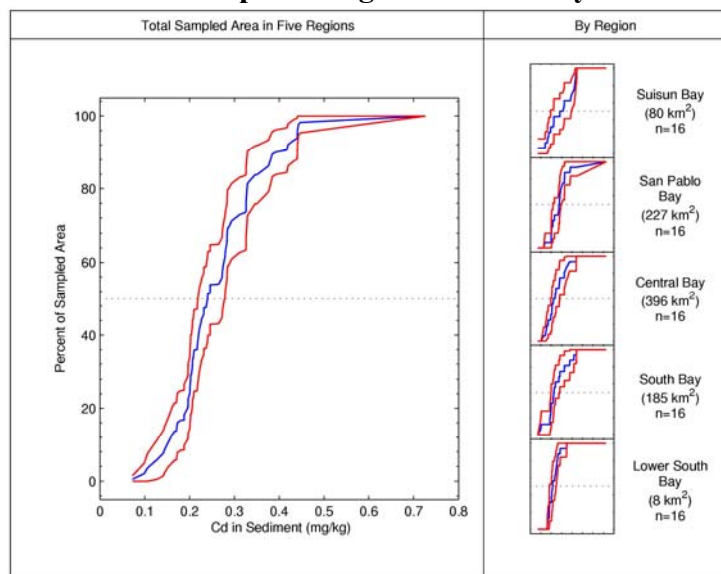 Total Sampled Area in Five Regions
By Region
100
80
60
40
20
0
Percent of Sampled Area
0 0.1 0.2 0.3 0.4 0.5 0.6 0.7 0.8
Cd in Sediment (mg/kg)
Suisun Bay
(80 km²)
n=16
San Pablo
Bay
(227 km²)
n=16
Central Bay
(396 km²)
n=16
South Bay
(185 km²)
n=16
Lower South
Bay
(8 km²)
n=16